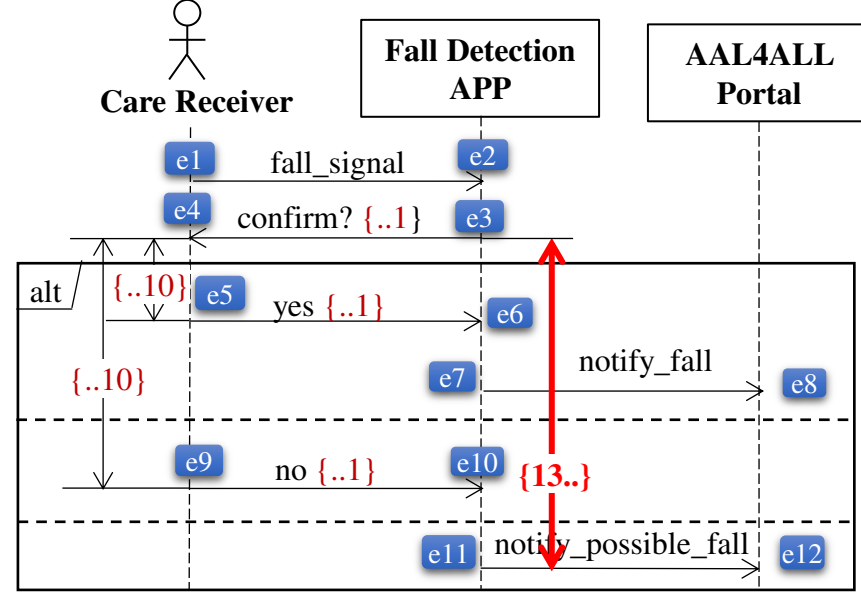 Fall Detection
APP
AAL4ALL
Portal
Care Receiver
e1
fall_signal
e2
e4
confirm? {..1}
e3
alt
{..10}
e5
yes {..1}
e6
{..10}
e7
notify_fall
e8
e9
no {..1}
e10
{13..}
e11
notify_possible_fall
e12